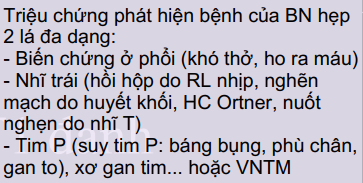 Triệu chứng phát hiện bệnh của BN hẹp
2 lá đa dạng:
- Biến chứng ở phổi (khó thở, ho ra máu)
- Nhĩ trái (hồi hộp do RL nhịp, nghẽn
mạch do huyết khối, HC Ortner, nuốt
nghẹn do nhĩ T)
- Tim P (suy tim P: báng bụng, phù chân,
gan to), xơ gan tim... hoặc VNTM